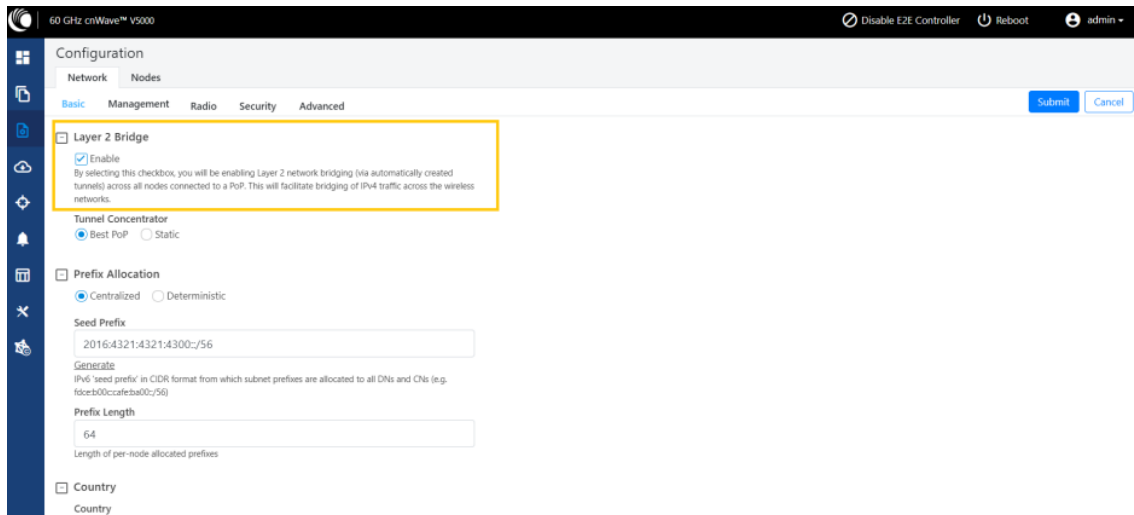 60 GHz cnWave™ V5000
Disable E2E Controller
Reboot
admin
Configuration
Network Nodes
Basic Management Radio Security Advanced
Submit Cancel
Layer 2 Bridge
Enable
By selecting this checkbox, you will be enabling Layer 2 network bridging (via automatically created
tunnels) across all nodes connected to a PoP. This will facilitate bridging of IPv4 traffic across the wireless
networks.
Tunnel Concentrator
Best PoP Static
Prefix Allocation
Centralized Deterministic
Seed Prefix
2016:4321:4321:4300::/56
Generate
IPv6 'seed prefix' in CIDR format from which subnet prefixes are allocated to all DNs and CNs (e.g.
fdce:b00c:cafe:ba00::/56)
Prefix Length
64
Length of per-node allocated prefixes
Country
Country